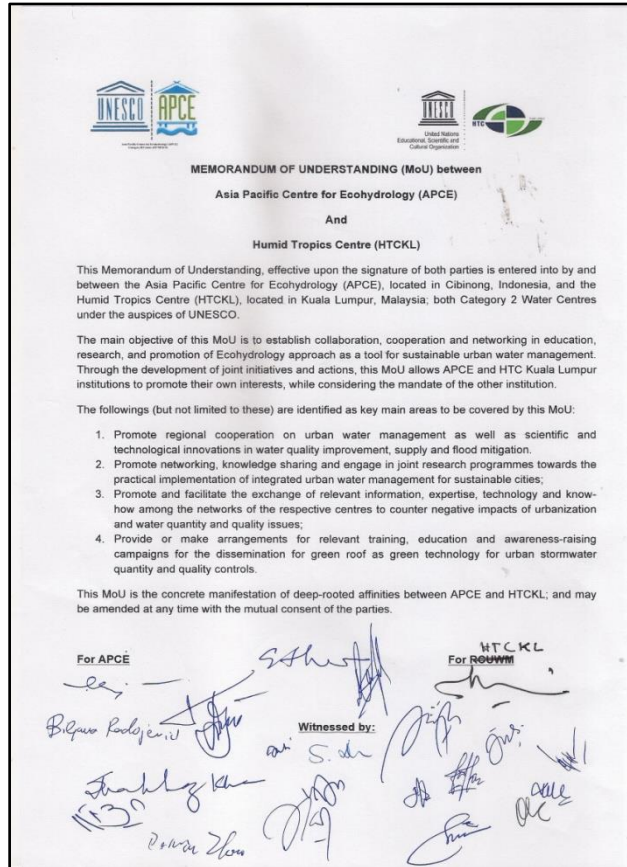 UNESCO
APCE
UNESCO
HTC
United Nations
Educational, Scientific and
Cultural Organization
MEMORANDUM OF UNDERSTANDING (MoU) between
Asia Pacific Centre for Ecohydrology (APCE)
And
Humid Tropics Centre (HTCKL)
This Memorandum of Understanding, effective upon the signature of both parties is entered into by and
between the Asia Pacific Centre for Ecohydrology (APCE), located in Cibinong, Indonesia, and the
Humid Tropics Centre (HTCKL), located in Kuala Lumpur, Malaysia; both Category 2 Water Centres
under the auspices of UNESCO.
The main objective of this MoU is to establish collaboration, cooperation and networking in education,
research, and promotion of Ecohydrology approach as a tool for sustainable urban water management.
Through the development of joint initiatives and actions, this MoU allows APCE and HTC Kuala Lumpur
institutions to promote their own interests, while considering the mandate of the other institution.
The followings (but not limited to these) are identified as key main areas to be covered by this MoU:
1. Promote regional cooperation on urban water management as well as scientific and
technological innovations in water quality improvement, supply and flood mitigation.
2. Promote networking, knowledge sharing and engage in joint research programmes towards the
practical implementation of integrated urban water management for sustainable cities;
3. Promote and facilitate the exchange of relevant information, expertise, technology and know-
how among the networks of the respective centres to counter negative impacts of urbanization
and water quantity and quality issues;
4. Provide or make arrangements for relevant training, education and awareness-raising
campaigns for the dissemination for green roof as green technology for urban stormwater
quantity and quality controls.
This MoU is the concrete manifestation of deep-rooted affinities between APCE and HTCKL; and may
be amended at any time with the mutual consent of the parties.
HTCKL
For APCE
For ROUWM
Witnessed by: